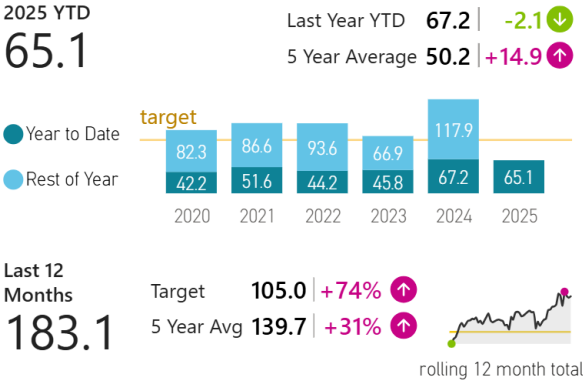 2025 YTD
65.1
Last Year YTD 67.2 -2.1
5 Year Average 50.2 +14.9
target
Year to Date
Rest of Year
82.3 86.6 93.6 66.9 117.9
42.2 51.6 44.2 45.8 67.2 65.1
2020 2021 2022 2023 2024 2025
Last 12
Months
183.1
Target 105.0 +74%
5 Year Avg 139.7 +31%
rolling 12 month total